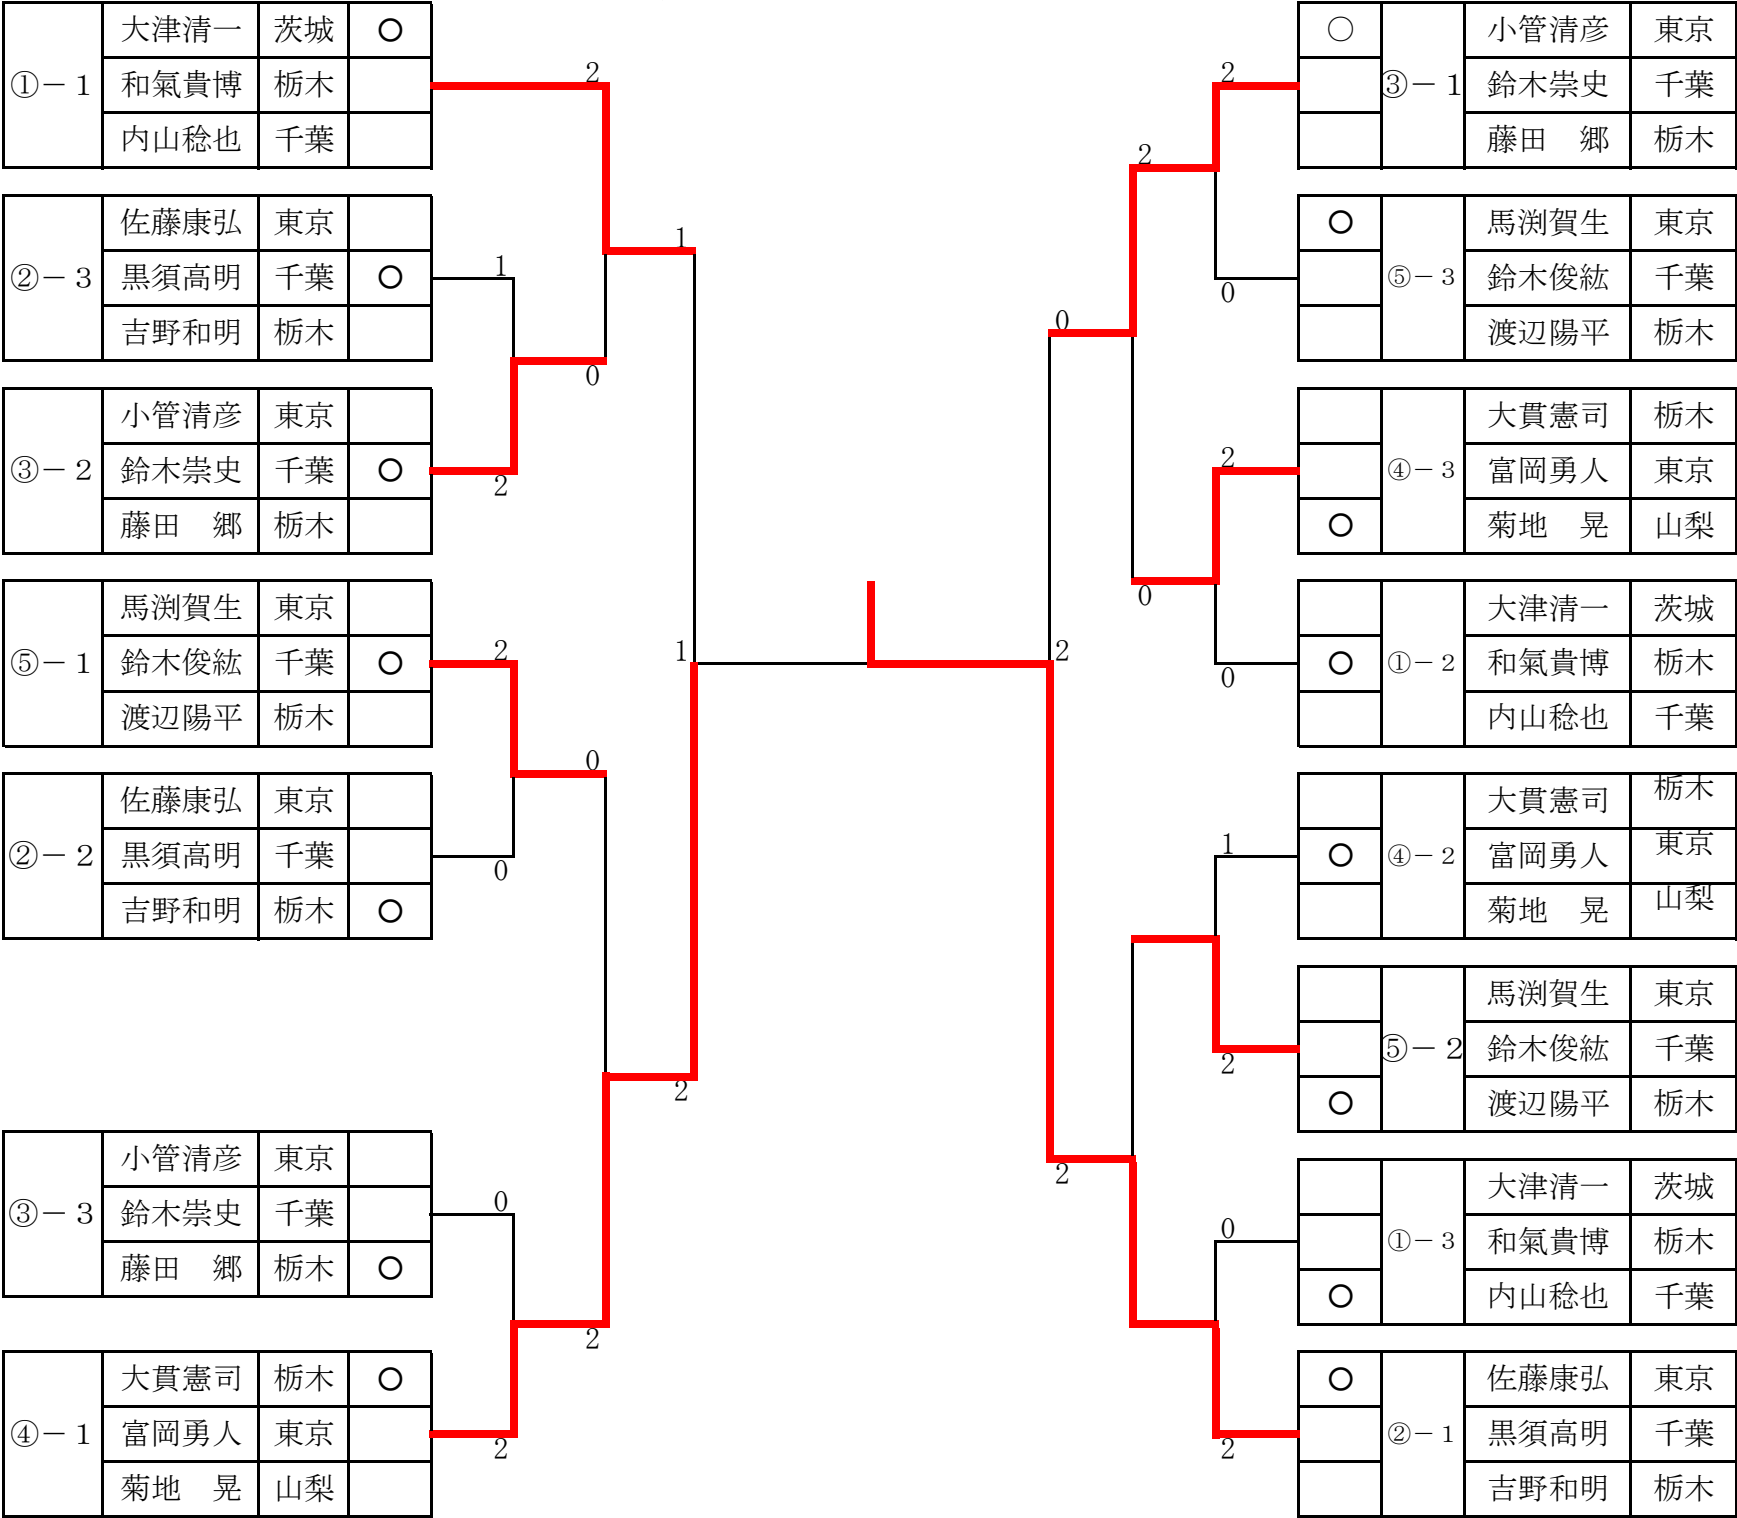 ①－１ 大津清一 茨城 ○
和氣貴博 栃木
内山稔也 千葉
②－３ 佐藤康弘 東京
黒須高明 千葉 ○
吉野和明 栃木
③－２ 小管清彦 東京
鈴木崇史 千葉 ○
藤田　郷 栃木
⑤－１ 馬渕賀生 東京
鈴木俊紘 千葉 ○
渡辺陽平 栃木
②－２ 佐藤康弘 東京
黒須高明 千葉
吉野和明 栃木 ○
③－３ 小管清彦 東京
鈴木崇史 千葉
藤田　郷 栃木 ○
④－１ 大貫憲司 栃木 ○
富岡勇人 東京
菊地　晃 山梨
2
1
1
0
2
2
0
0
0
2
2
1
1
2
2
2
0
2
0
2
0
0
2
0
1
2
2
0
2
○ ③－１ 小管清彦 東京
鈴木崇史 千葉
藤田　郷 栃木
○ ⑤－３ 馬渕賀生 東京
鈴木俊紘 千葉
渡辺陽平 栃木
④－３ 大貫憲司 栃木
富岡勇人 東京
○ 菊地　晃 山梨
①－２ 大津清一 茨城
○ 和氣貴博 栃木
内山稔也 千葉
④－２ 大貫憲司 栃木
○ 富岡勇人 東京
菊地　晃 山梨
⑤－２ 馬渕賀生 東京
鈴木俊紘 千葉
○ 渡辺陽平 栃木
①－３ 大津清一 茨城
和氣貴博 栃木
○ 内山稔也 千葉
○ ②－１ 佐藤康弘 東京
黒須高明 千葉
吉野和明 栃木